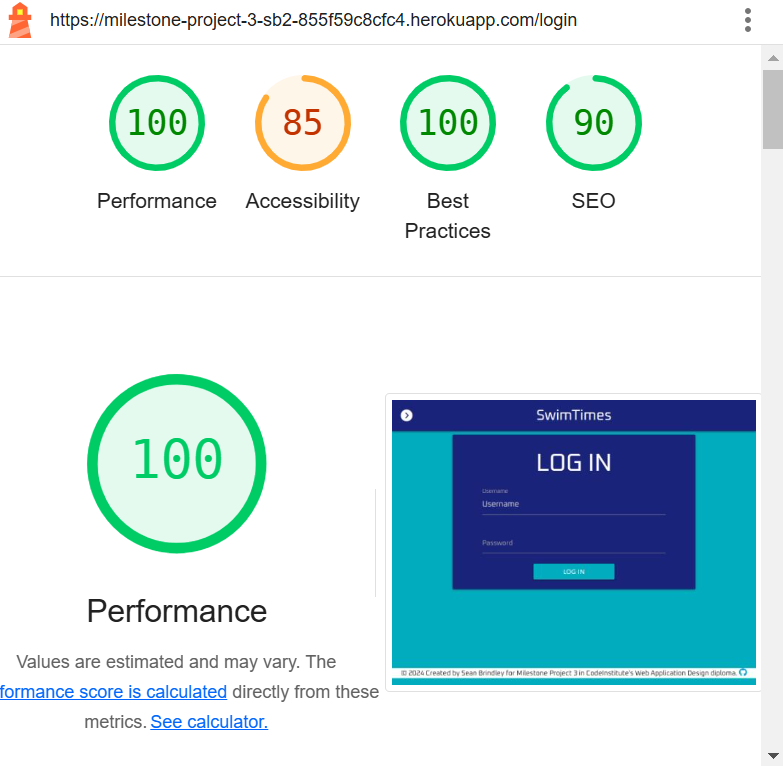 https://milestone-project-3-sb2-855f59c8cfc4.herokuapp.com/login
100
85
100
90
Performance
Accessibility
Best
Practices
SEO
100
Performance
Values are estimated and may vary. The
formance score is calculated directly from these
metrics. See calculator.
SwimTimes
LOG IN
Username
Username
Password
LOG IN
© 2024 Created by Sean Brindley for Milestone Project 3 in CodeInstitute's Web Application Design diploma.